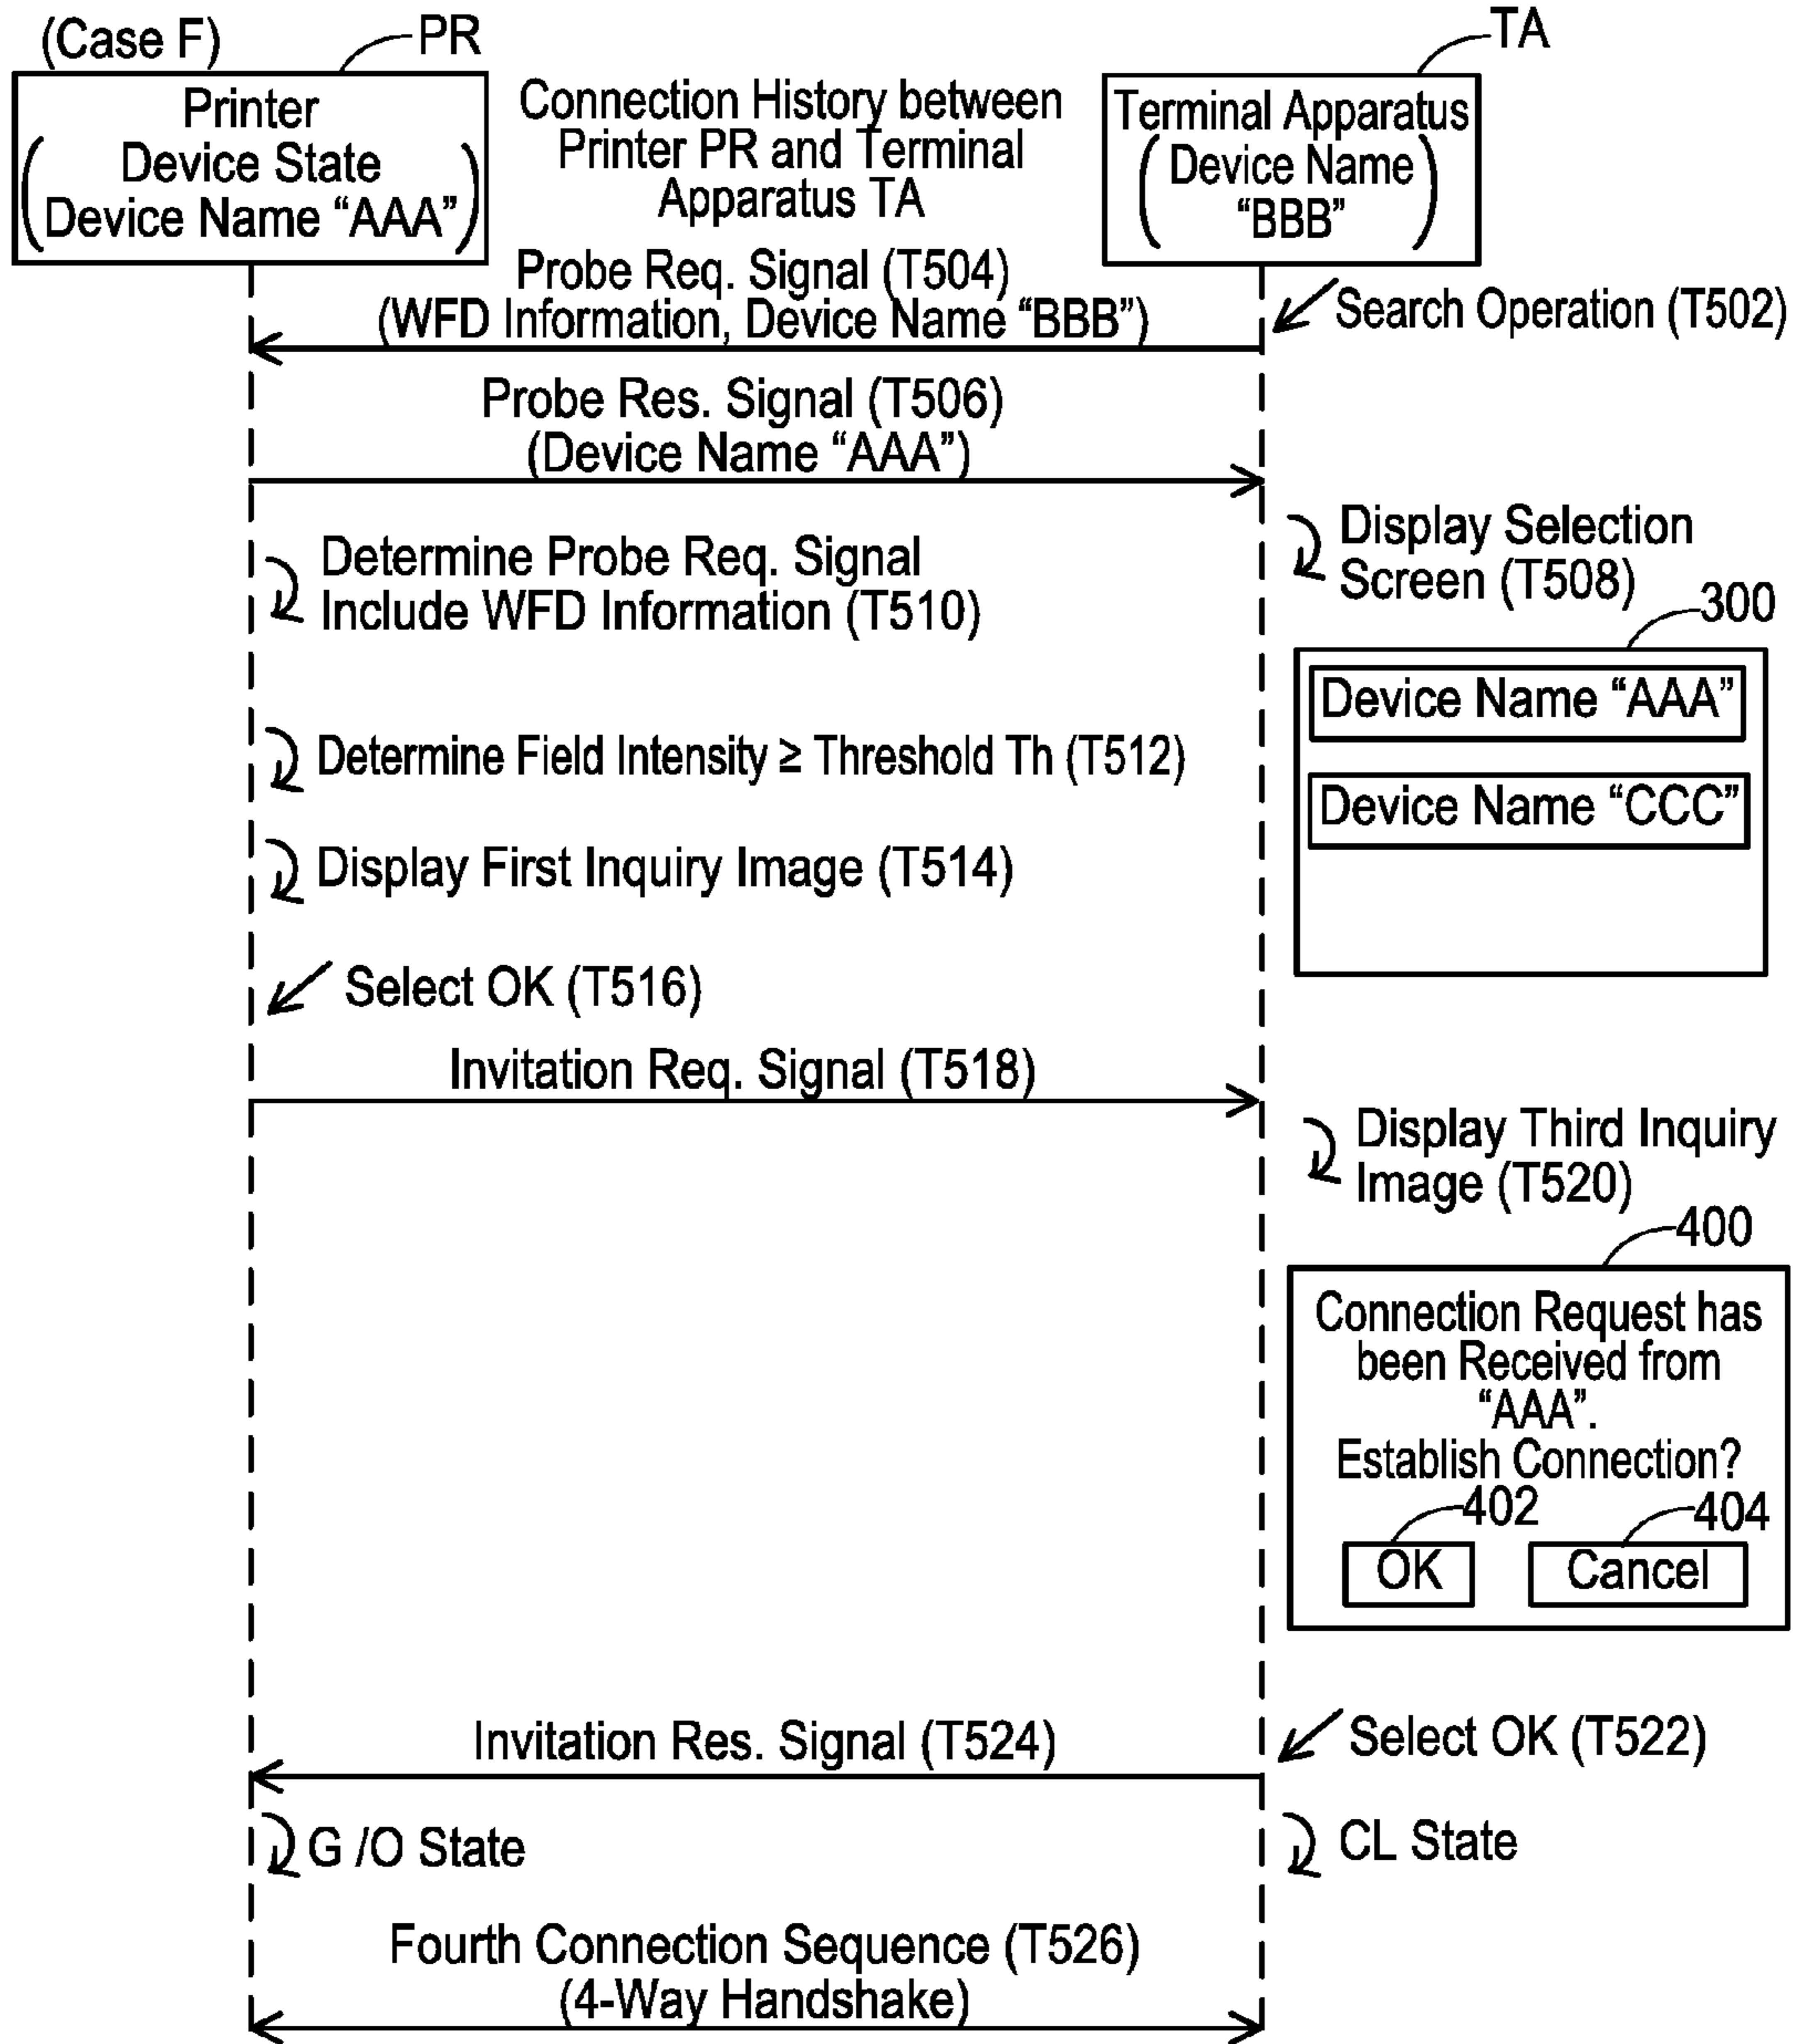 (Case F)
PR
TA
Printer
Device State
Device Name “AAA”
Connection History between
Printer PR and Terminal
Apparatus TA
Terminal Apparatus
Device Name
“BBB”
Probe Req. Signal (T504)
(WFD Information, Device Name “BBB”)
Search Operation (T502)
Probe Res. Signal (T506)
(Device Name “AAA”)
Display Selection
Screen (T508)
Determine Probe Req. Signal
Include WFD Information (T510)
300
Device Name “AAA”
Device Name “CCC”
Determine Field Intensity ≥ Threshold Th (T512)
Display First Inquiry Image (T514)
Select OK (T516)
Invitation Req. Signal (T518)
Display Third Inquiry
Image (T520)
400
Connection Request has
been Received from
“AAA”.
Establish Connection?
402
404
OK
Cancel
Invitation Res. Signal (T524)
Select OK (T522)
G /O State
CL State
Fourth Connection Sequence (T526)
(4-Way Handshake)